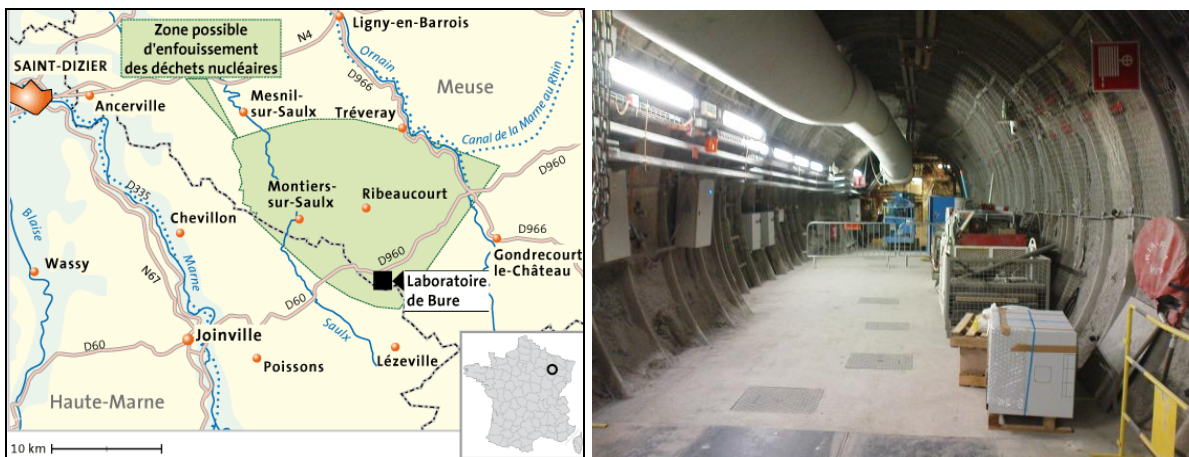 Zone possible
d'enfouissement
des déchets nucléaires
Ligny-en-Barrois
N4
Ornain
D966
Meuse
SAINT-DIZIER
Ancerville
Mesnil-
sur-Saulx
Tréveray
Canal de la Marne au Rhin
D960
D335
Montiers-
sur-Saulx
Ribeaucourt
Chevillon
Blaise
Wassy
Marne
N67
D960
D966
Gondrecourt
le-Château
Laboratoire
de Bure
D60
Saulx
Joinville
D60
Poissons
Lézeville
Haute-Marne
10 km